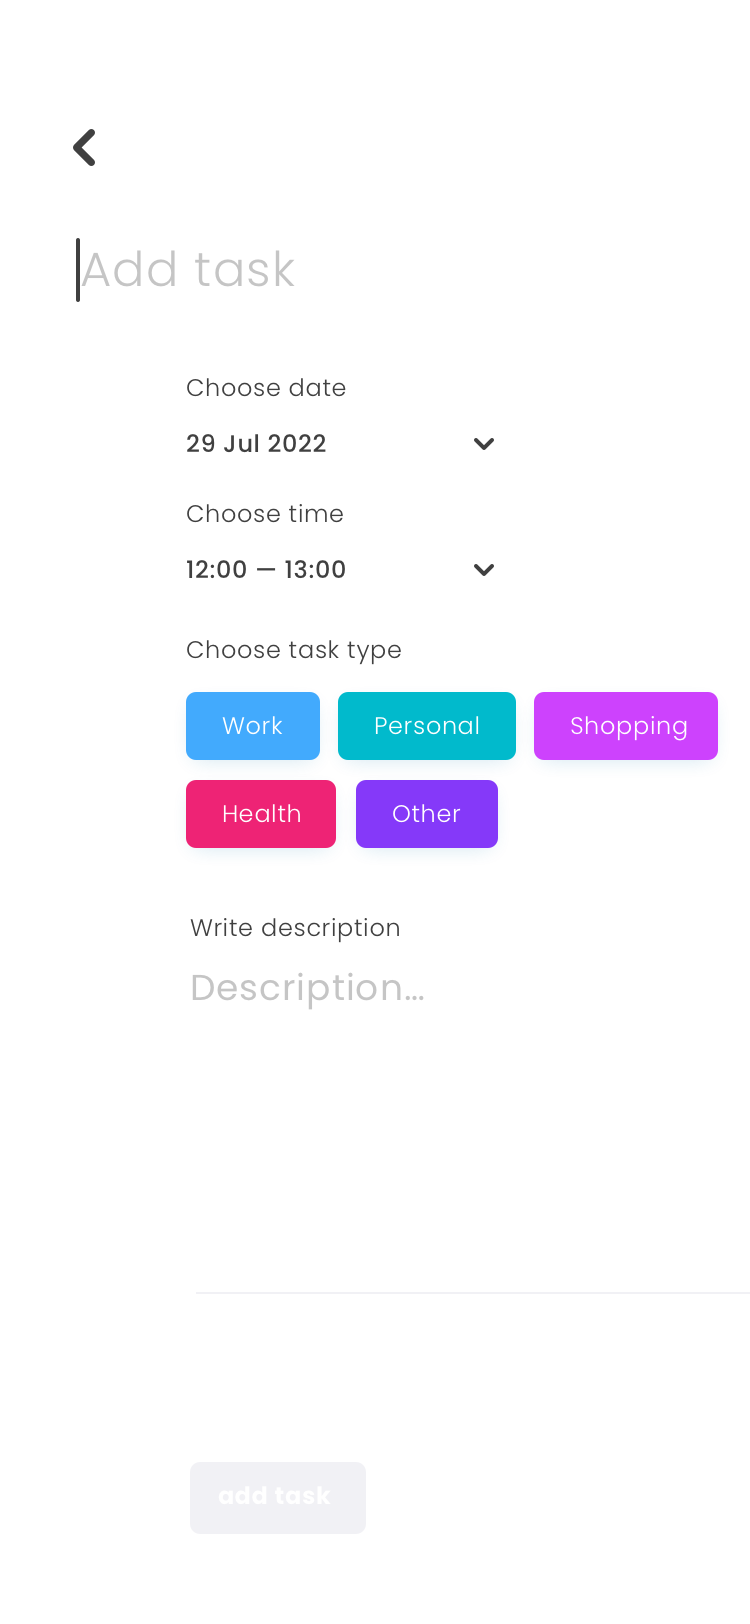 Add task
Choose date
29 Jul 2022
Choose time
12:00 — 13:00
Choose task type
Work Personal Shopping
Health Other
Write description
Description...
add task